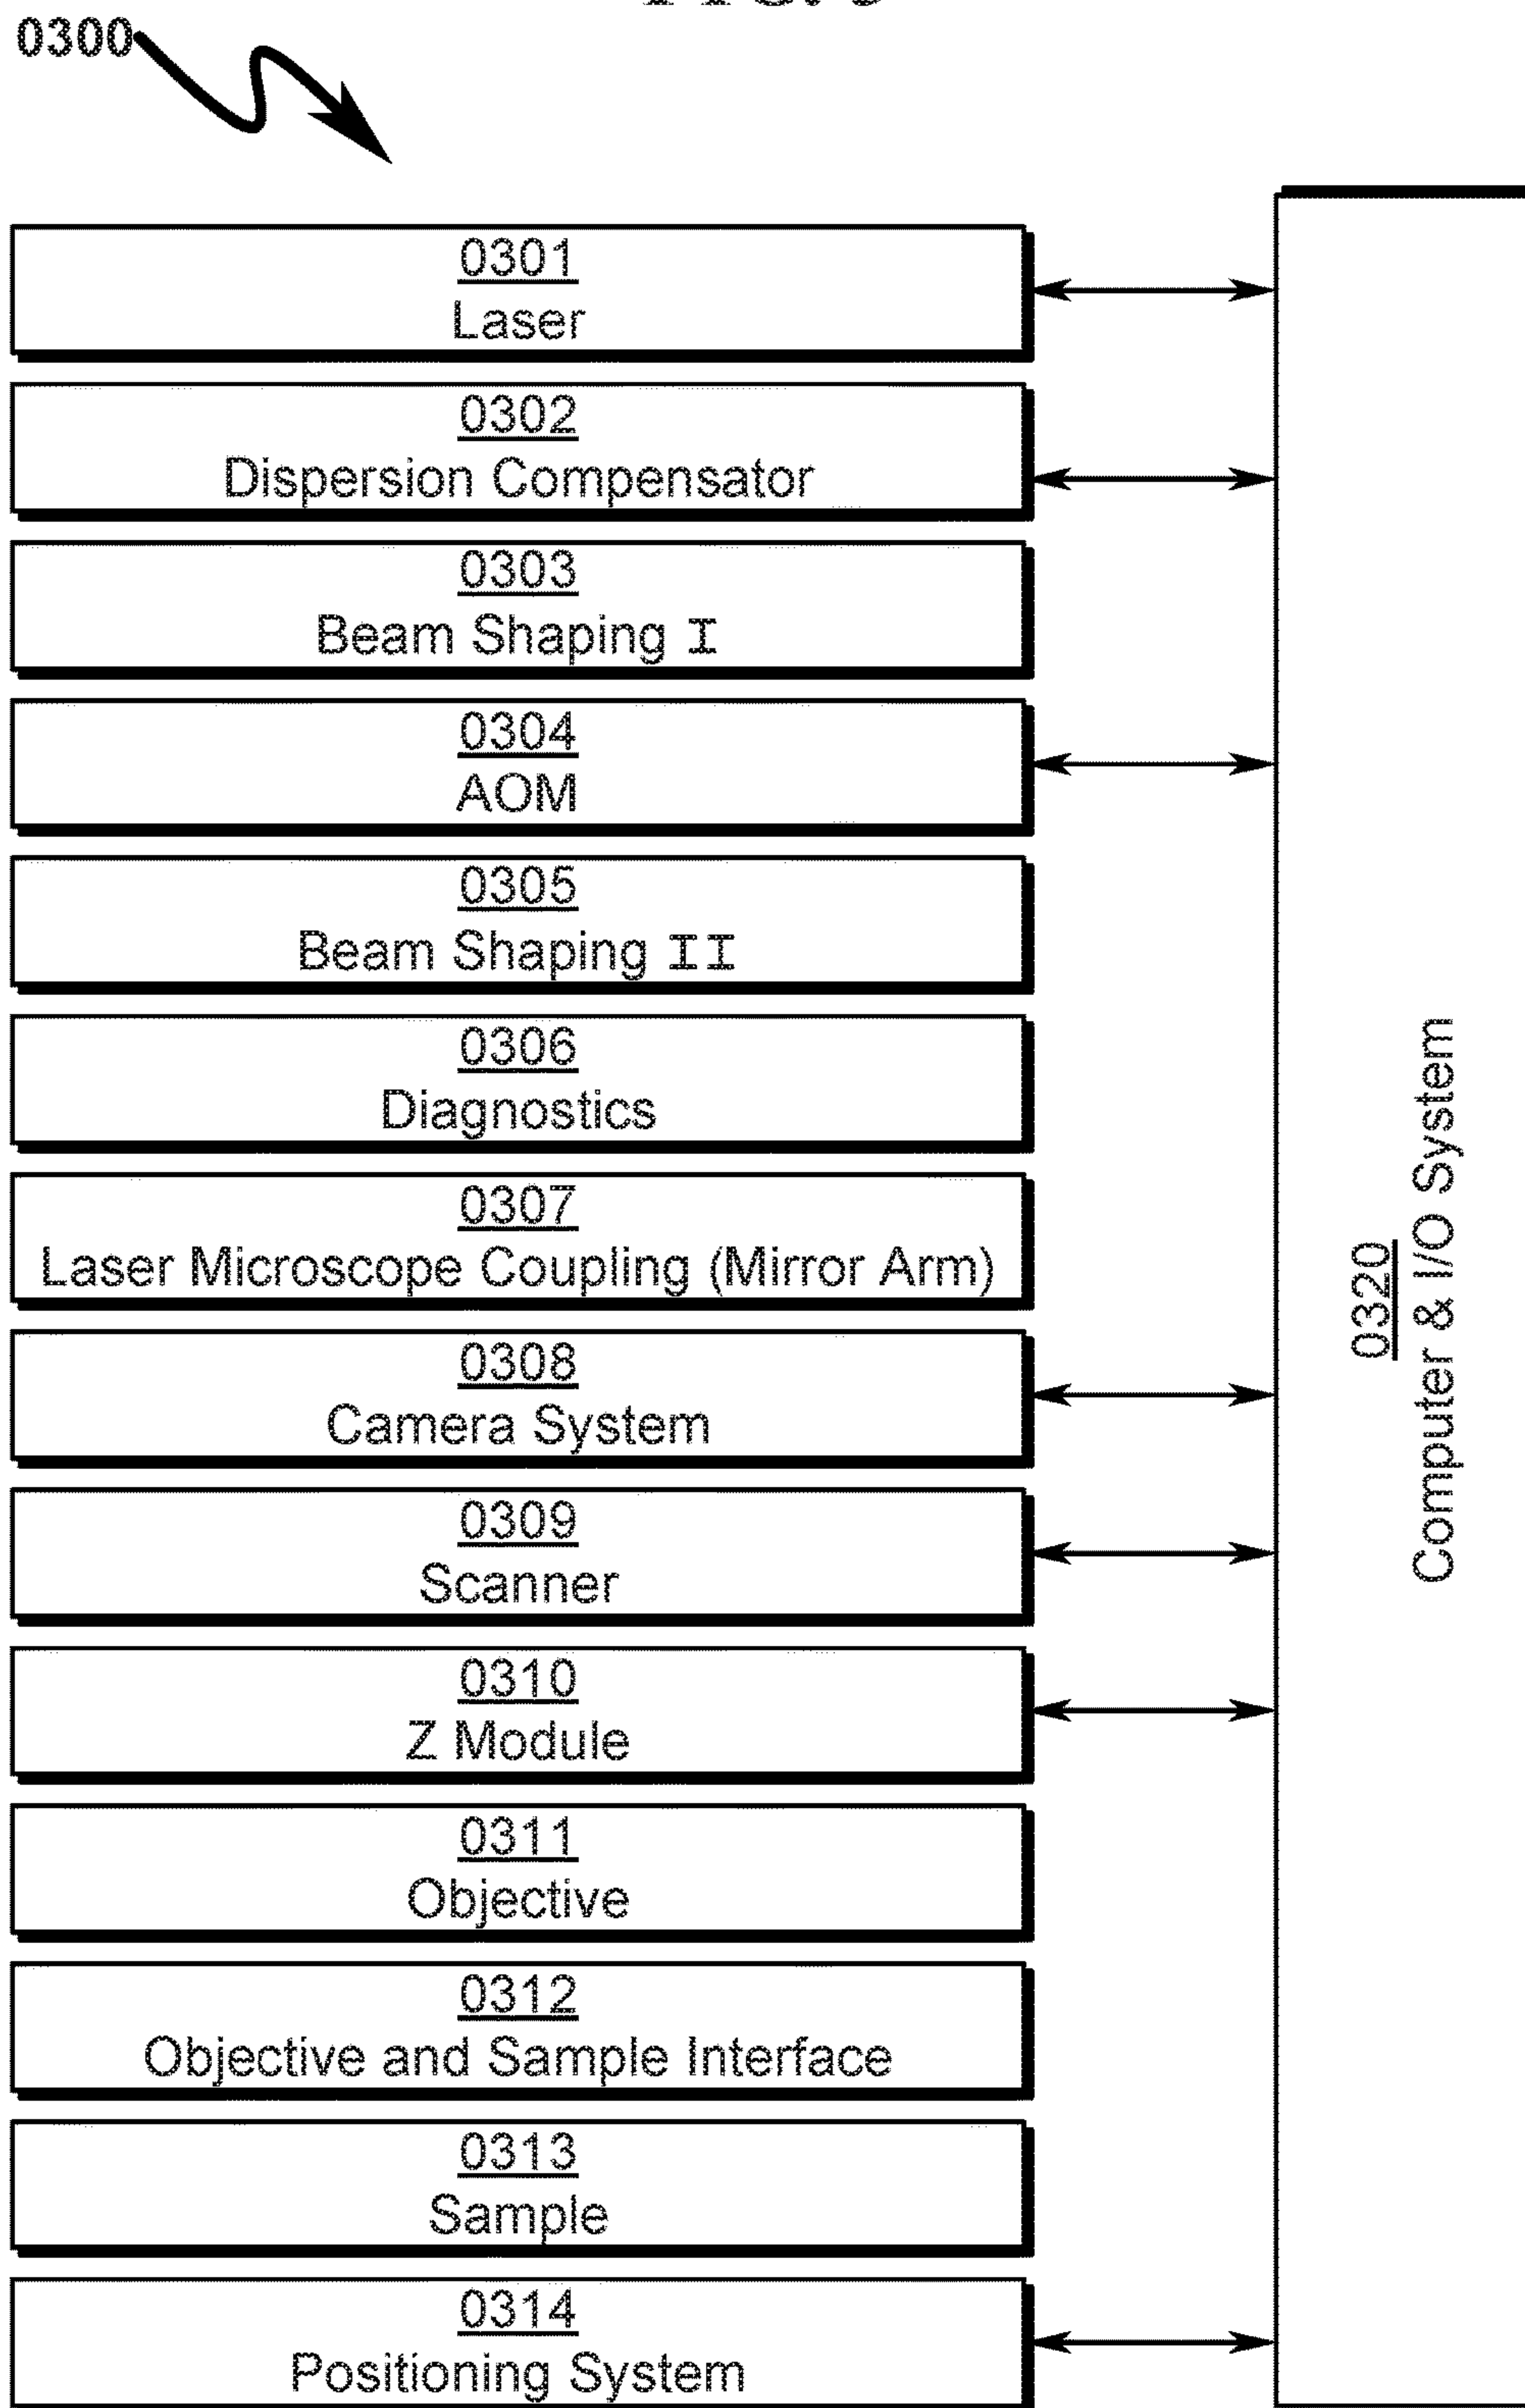 0300
0301
Laser
0302
Dispersion Compensator
0303
Beam Shaping I
0304
AOM
0305
Beam Shaping II
0306
Diagnostics
0307
Laser Microscope Coupling (Mirror Arm)
0308
Camera System
0309
Scanner
0310
Z Module
0311
Objective
0312
Objective and Sample Interface
0313
Sample
0314
Positioning System
0320
Computer & I/O System